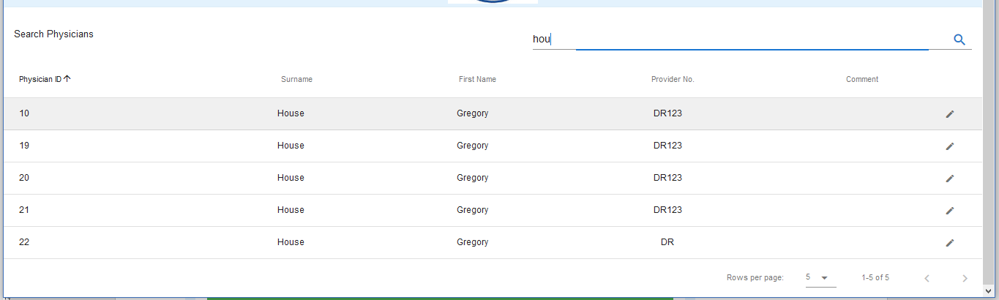 Search Physicians
hou
Physician ID Surname First Name Provider No. Comment
10 House Gregory DR123
19 House Gregory DR123
20 House Gregory DR123
21 House Gregory DR123
22 House Gregory DR
Rows per page: 5 1-5 of 5